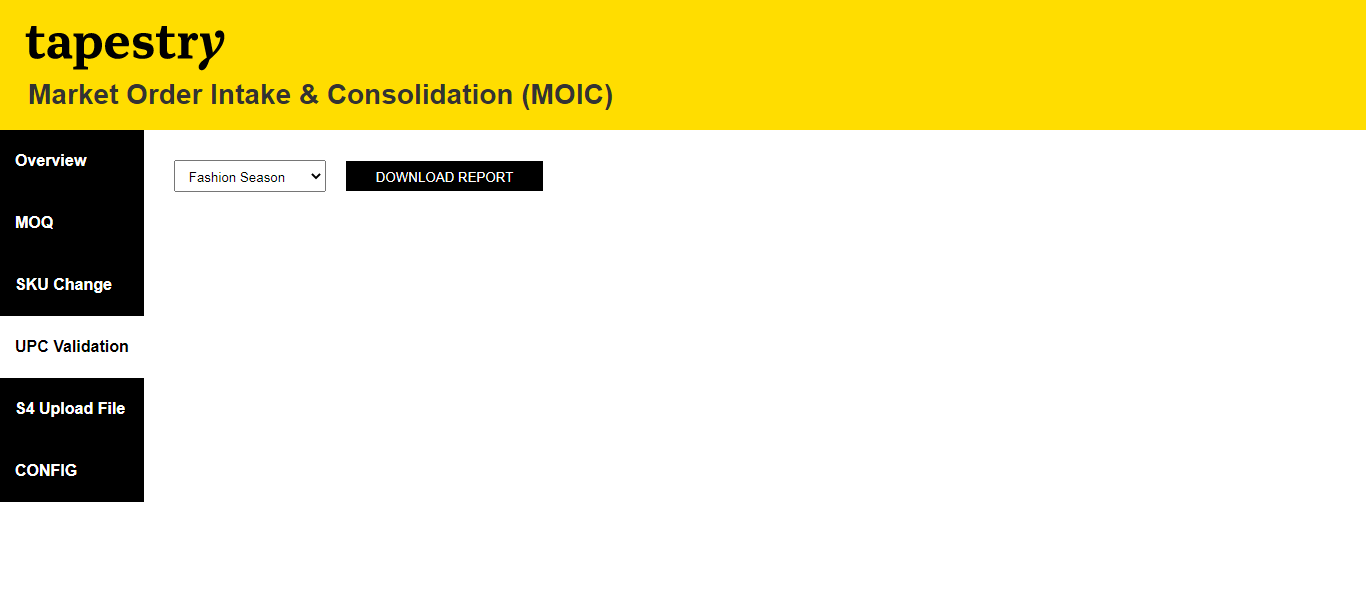 tapestry
Market Order Intake & Consolidation (MOIC)
Overview
Fashion Season
DOWNLOAD REPORT
MOQ
SKU Change
UPC Validation
S4 Upload File
CONFIG